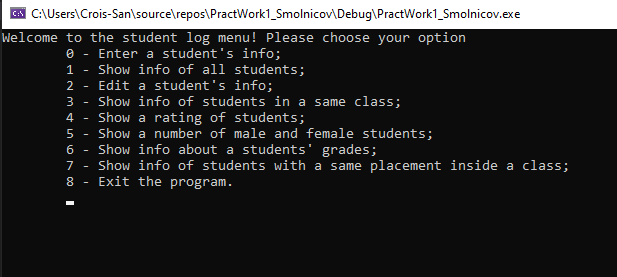 C:\Users\Crois-San\source\repos\PractWork1_Smolnicov\Debug\PractWork1_Smolnicov.exe
Welcome to the student log menu! Please choose your option
0 - Enter a student's info;
1 - Show info of all students;
2 - Edit a student's info;
3 - Show info of students in a same class;
4 - Show a rating of students;
5 - Show a number of male and female students;
6 - Show info about a students' grades;
7 - Show info of students with a same placement inside a class;
8 - Exit the program.